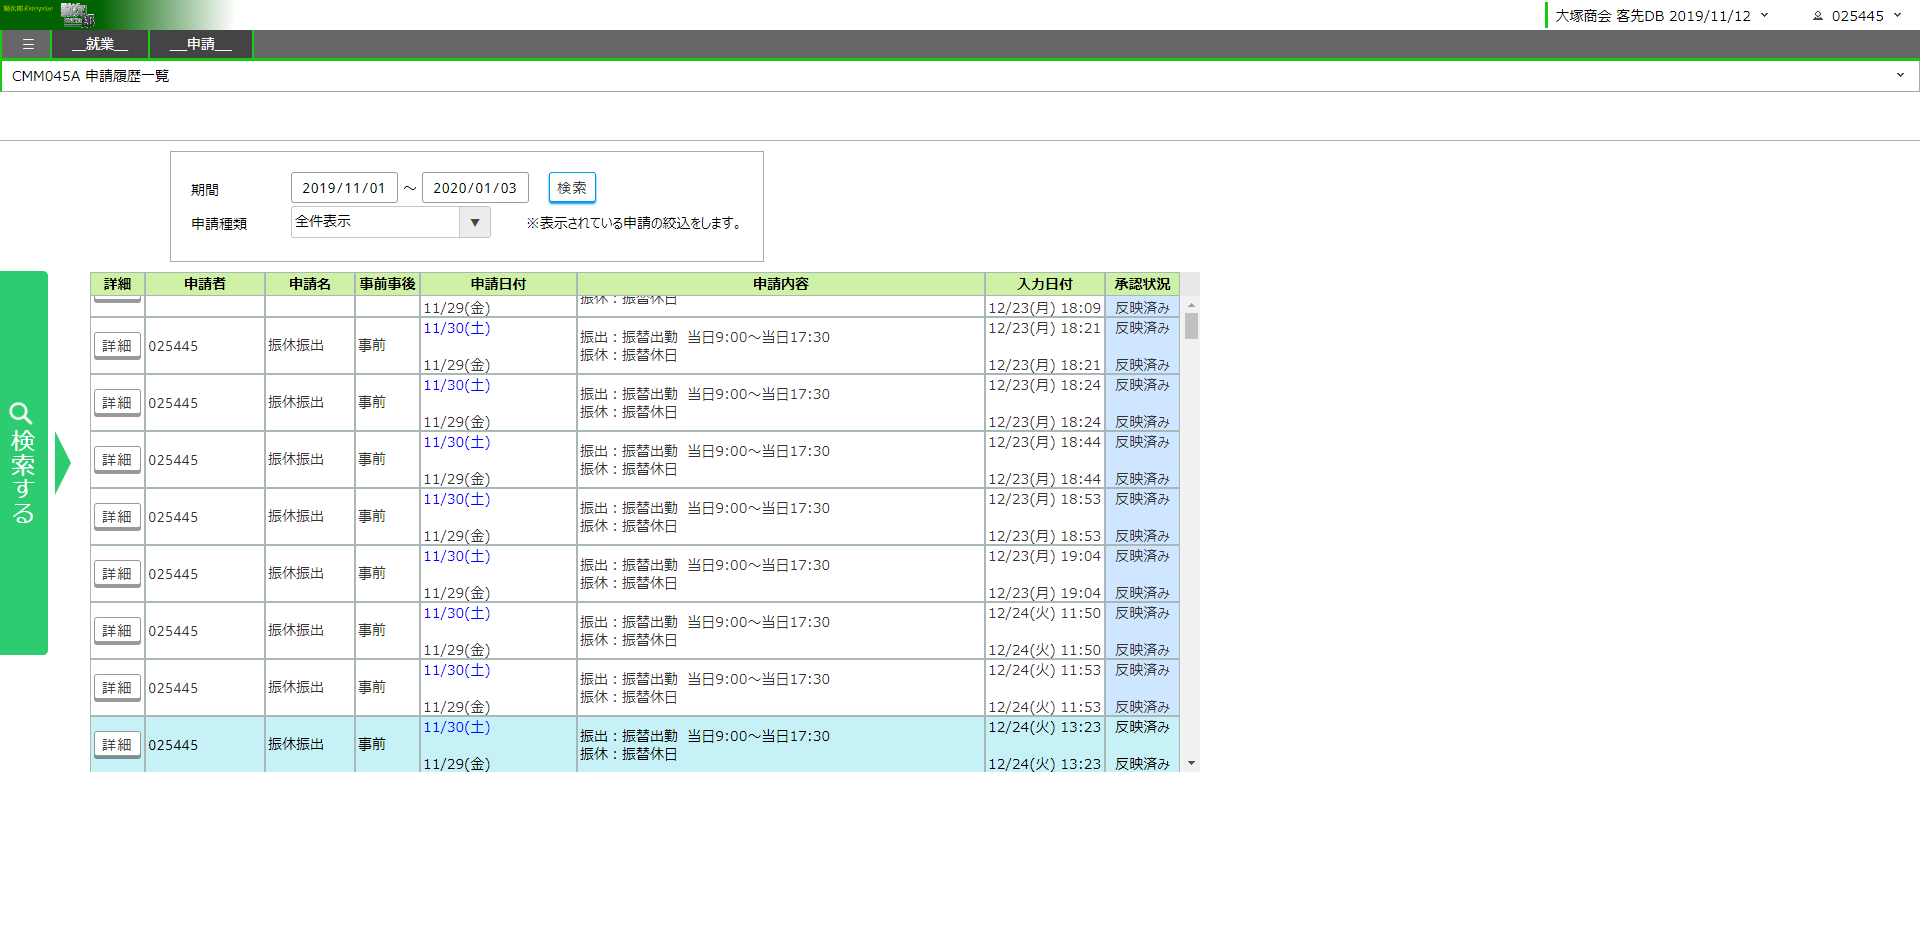 勤次郎 Enterprise
大塚商会 客先DB 2019/11/12
025445
☰ __就業__ __申請__
CMM045A 申請履歴一覧
期間 2019/11/01 ～ 2020/01/03 検索
申請種類 全件表示 ▼ ※表示されている申請の絞込をします。
検索する
詳細 申請者 申請名 事前事後 申請日付 申請内容 入力日付 承認状況
振休：振替休日
11/29(金) 12/23(月) 18:09 反映済み
11/30(土) 12/23(月) 18:21 反映済み
振出：振替出勤 当日9:00～当日17:30
詳細 025445 振休振出 事前
振休：振替休日
11/29(金) 12/23(月) 18:21 反映済み
11/30(土) 12/23(月) 18:24 反映済み
振出：振替出勤 当日9:00～当日17:30
詳細 025445 振休振出 事前
振休：振替休日
11/29(金) 12/23(月) 18:24 反映済み
11/30(土) 12/23(月) 18:44 反映済み
振出：振替出勤 当日9:00～当日17:30
詳細 025445 振休振出 事前
振休：振替休日
11/29(金) 12/23(月) 18:44 反映済み
11/30(土) 12/23(月) 18:53 反映済み
振出：振替出勤 当日9:00～当日17:30
詳細 025445 振休振出 事前
振休：振替休日
11/29(金) 12/23(月) 18:53 反映済み
11/30(土) 12/23(月) 19:04 反映済み
振出：振替出勤 当日9:00～当日17:30
詳細 025445 振休振出 事前
振休：振替休日
11/29(金) 12/23(月) 19:04 反映済み
11/30(土) 12/24(火) 11:50 反映済み
振出：振替出勤 当日9:00～当日17:30
詳細 025445 振休振出 事前
振休：振替休日
11/29(金) 12/24(火) 11:50 反映済み
11/30(土) 12/24(火) 11:53 反映済み
振出：振替出勤 当日9:00～当日17:30
詳細 025445 振休振出 事前
振休：振替休日
11/29(金) 12/24(火) 11:53 反映済み
11/30(土) 12/24(火) 13:23 反映済み
振出：振替出勤 当日9:00～当日17:30
詳細 025445 振休振出 事前
振休：振替休日
11/29(金) 12/24(火) 13:23 反映済み